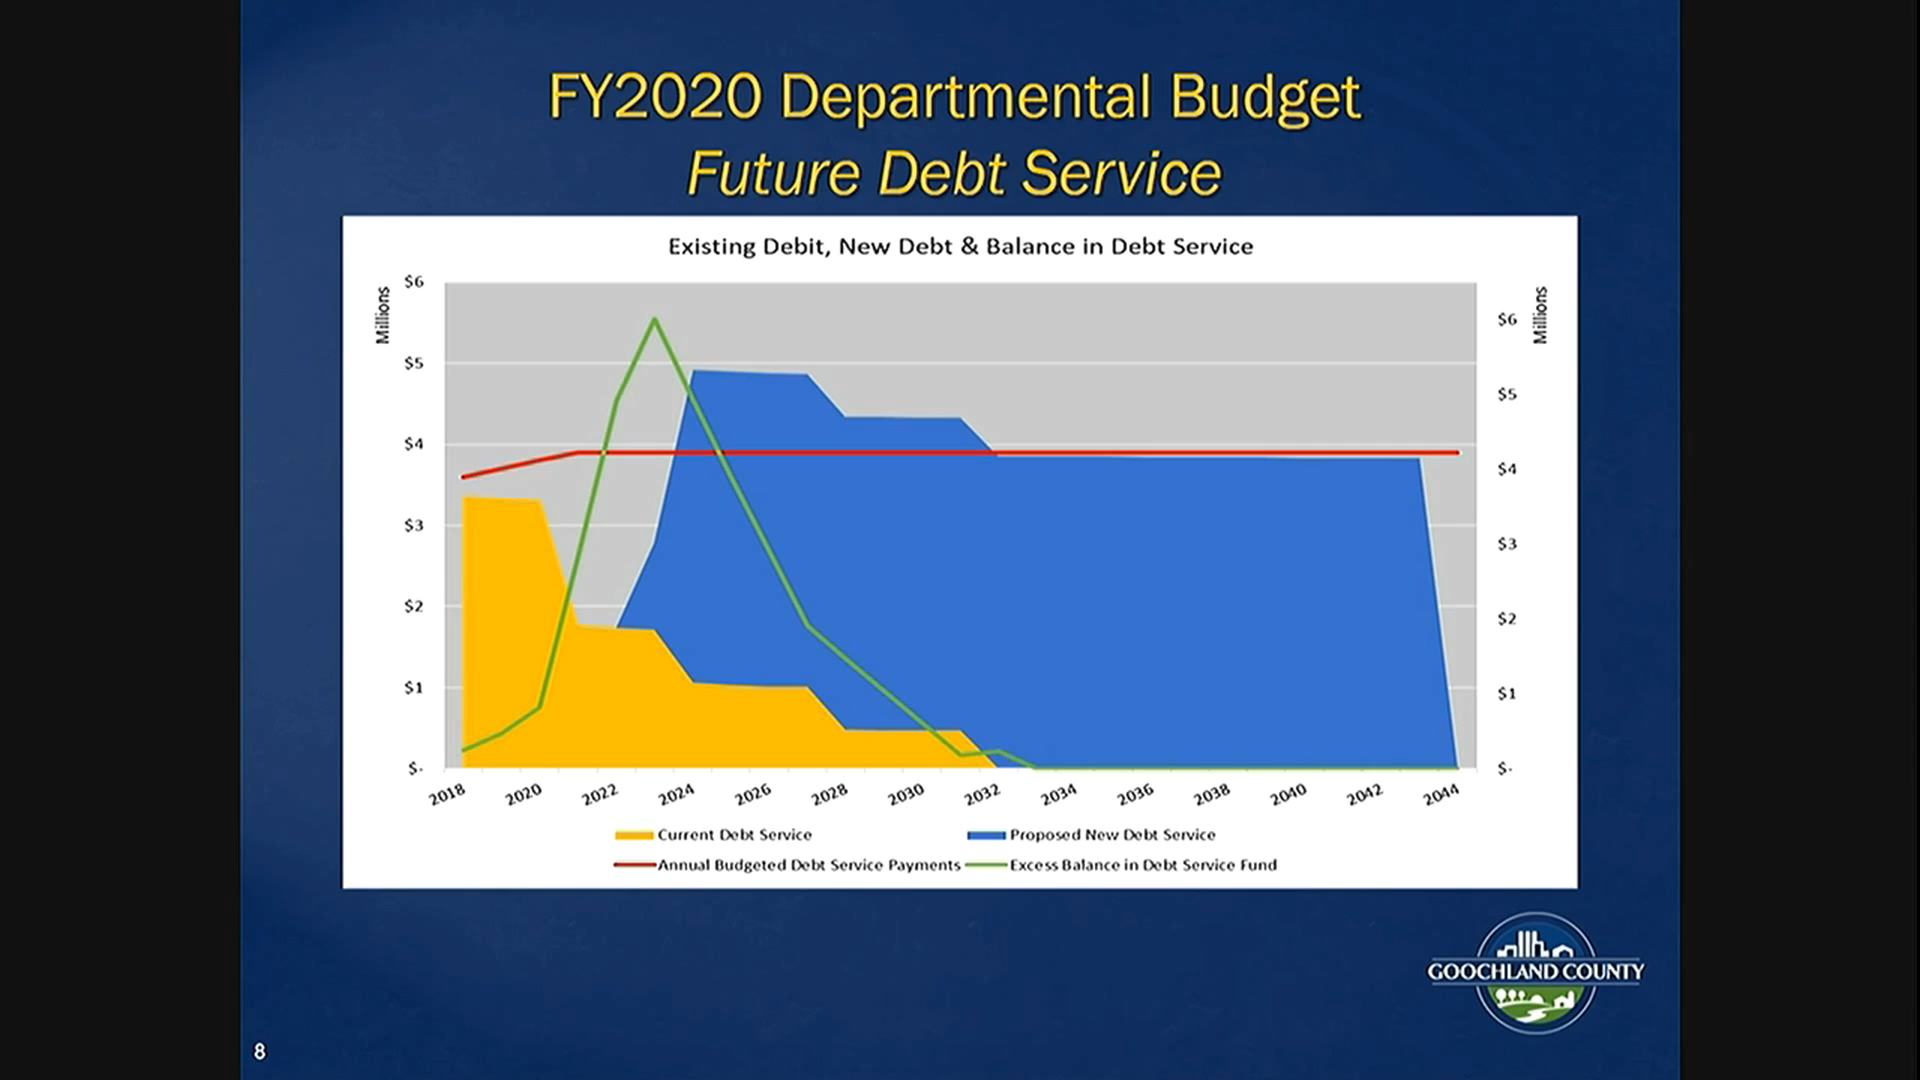 FY2020 Departmental Budget
Future Debt Service
Existing Debit, New Debt & Balance in Debt Service
Millions
Millions
$6
$5
$4
$3
$2
$1
$-
$6
$5
$4
$3
$2
$1
$-
2018 2020 2022 2024 2026 2028 2030 2032 2034 2036 2038 2040 2042 2044
Current Debt Service
Proposed New Debt Service
Annual Budgeted Debt Service Payments
Excess Balance in Debt Service Fund
GOOCHLAND COUNTY
8